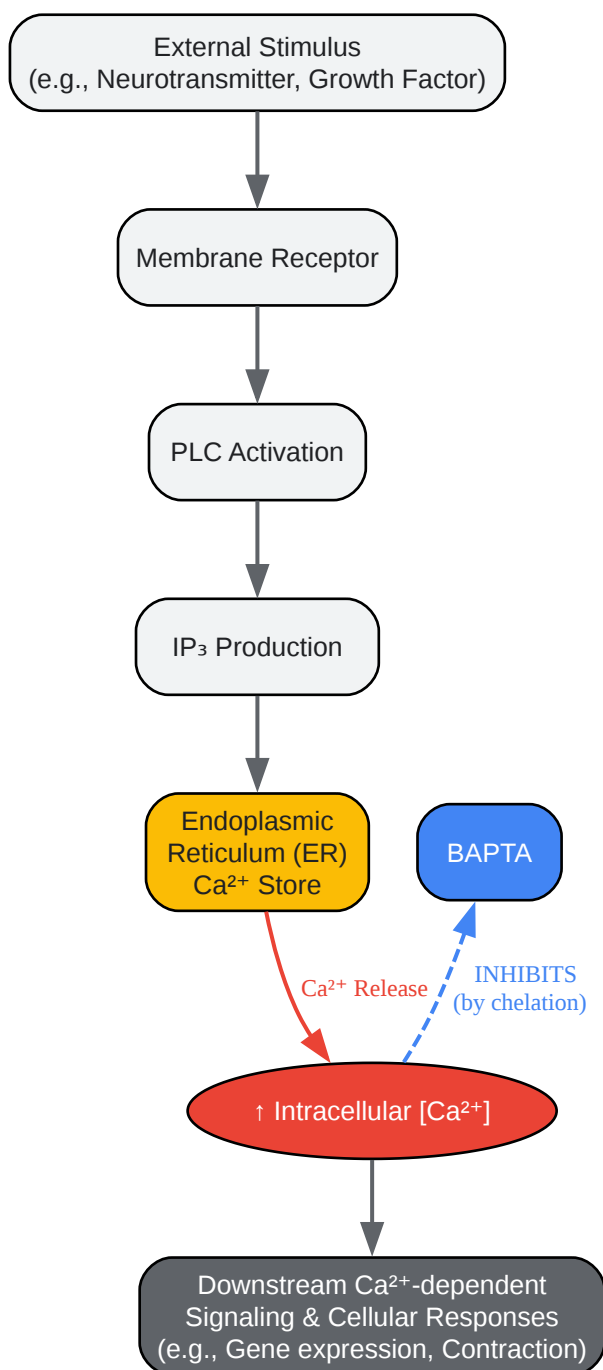 External Stimulus
(e.g., Neurotransmitter, Growth Factor)
Membrane Receptor
PLC Activation
IP₃ Production
Endoplasmic
Reticulum (ER)
Ca²⁺ Store
BAPTA
Ca²⁺ Release
INHIBITS
(by chelation)
↑ Intracellular [Ca²⁺]
Downstream Ca²⁺-dependent
Signaling & Cellular Responses
(e.g., Gene expression, Contraction)